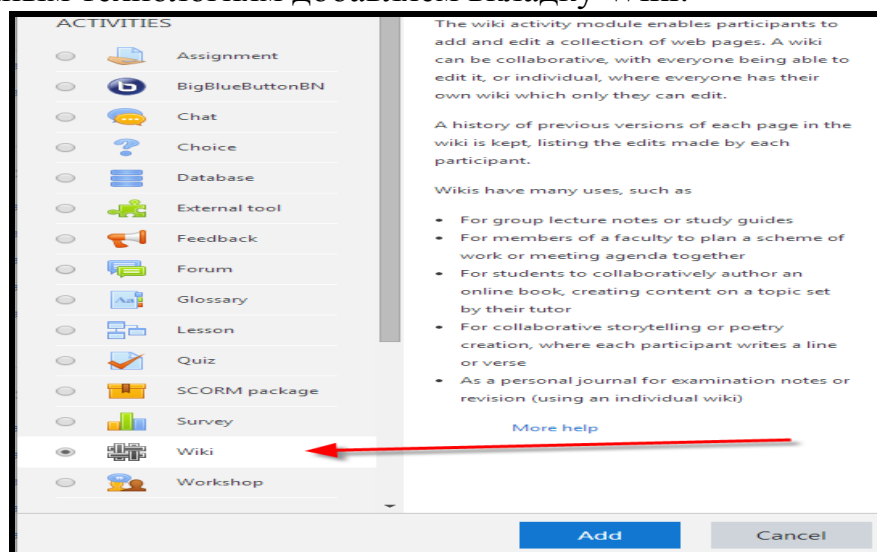 технологиям добавляем вкладку Wiki.
ACTIVITIES
Assignment
BigBlueButtonBN
Chat
Choice
Database
External tool
Feedback
Forum
Glossary
Lesson
Quiz
SCORM package
Survey
Wiki
Workshop
The wiki activity module enables participants to
add and edit a collection of web pages. A wiki
can be collaborative, with everyone being able to
edit it, or individual, where everyone has their
own wiki which only they can edit.
A history of previous versions of each page in the
wiki is kept, listing the edits made by each
participant.
Wikis have many uses, such as
• For group lecture notes or study guides
• For members of a faculty to plan a scheme of
work or meeting agenda together
• For students to collaboratively author an
online book, creating content on a topic set
by their tutor
• For collaborative storytelling or poetry
creation, where each participant writes a line
or verse
• As a personal journal for examination notes or
revision (using an individual wiki)
More help
Add
Cancel